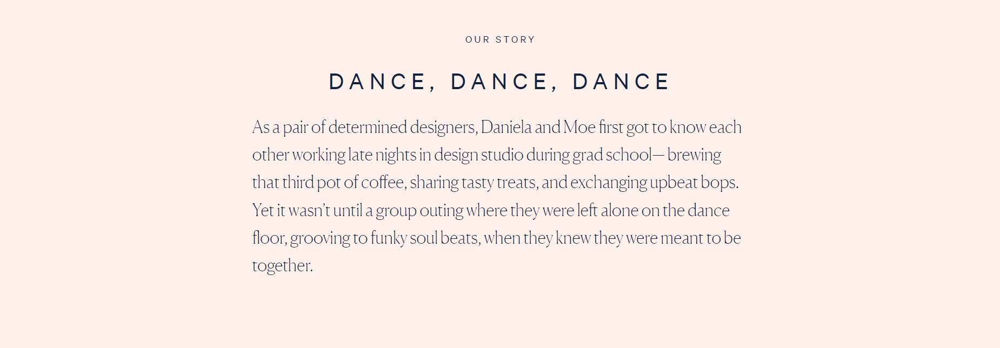 OUR STORY
DANCE, DANCE, DANCE
As a pair of determined designers, Daniela and Moe first got to know each
other working late nights in design studio during grad school— brewing
that third pot of coffee, sharing tasty treats, and exchanging upbeat bops.
Yet it wasn’t until a group outing where they were left alone on the dance
floor, grooving to funky soul beats, when they knew they were meant to be
together.